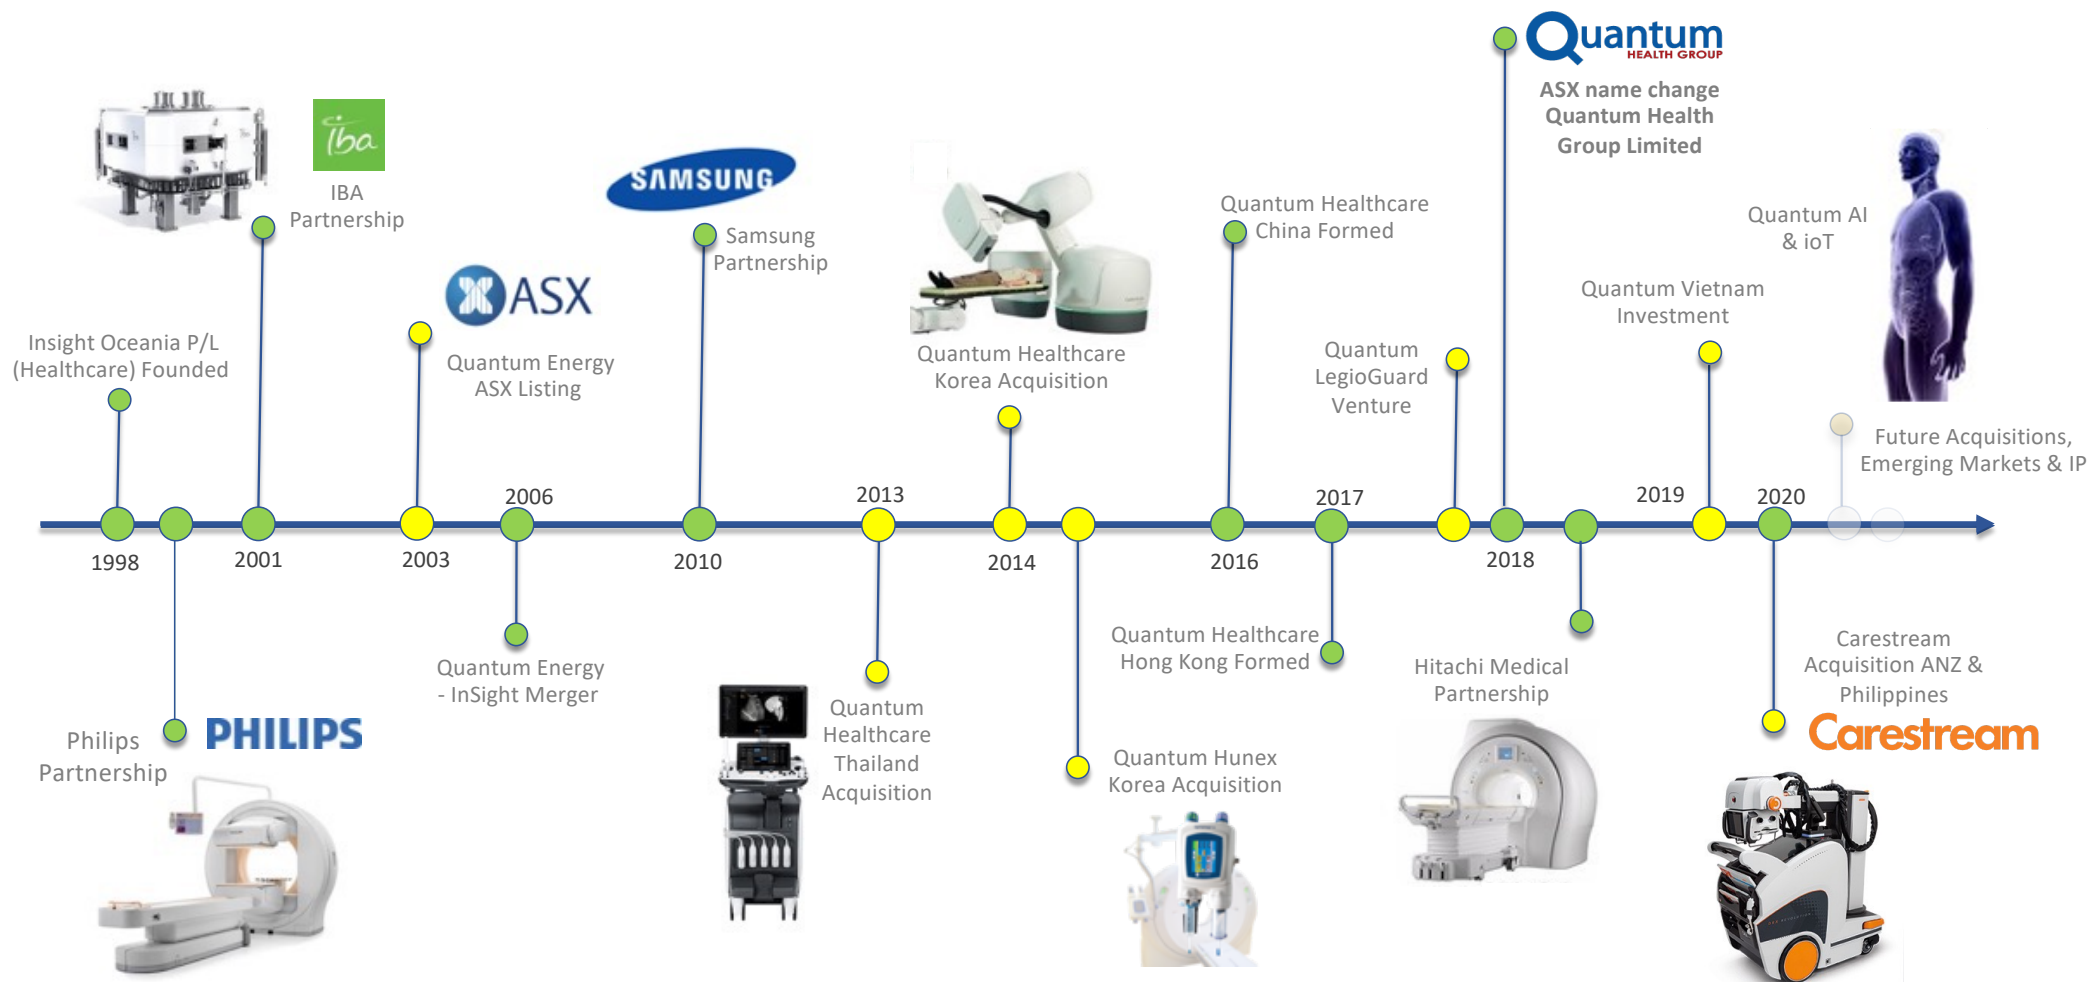 Quantum
HEALTH GROUP
ASX name change
Quantum Health
Group Limited
iba
IBA
Partnership
SAMSUNG
Samsung
Partnership
Quantum Healthcare
China Formed
Quantum AI
& ioT
ASX
Quantum Energy
ASX Listing
Insight Oceania P/L
(Healthcare) Founded
Quantum Healthcare
Korea Acquisition
Quantum
LegioGuard
Venture
Quantum Vietnam
Investment
Future Acquisitions,
Emerging Markets & IP
1998
2001
2003
2006
2010
2013
2014
2016
2017
2018
2019
2020
Philips
Partnership
PHILIPS
Quantum Energy
- InSight Merger
Quantum
Healthcare
Thailand
Acquisition
Quantum Hunex
Korea Acquisition
Quantum Healthcare
Hong Kong Formed
Hitachi Medical
Partnership
Carestream
Acquisition ANZ &
Philippines
Carestream